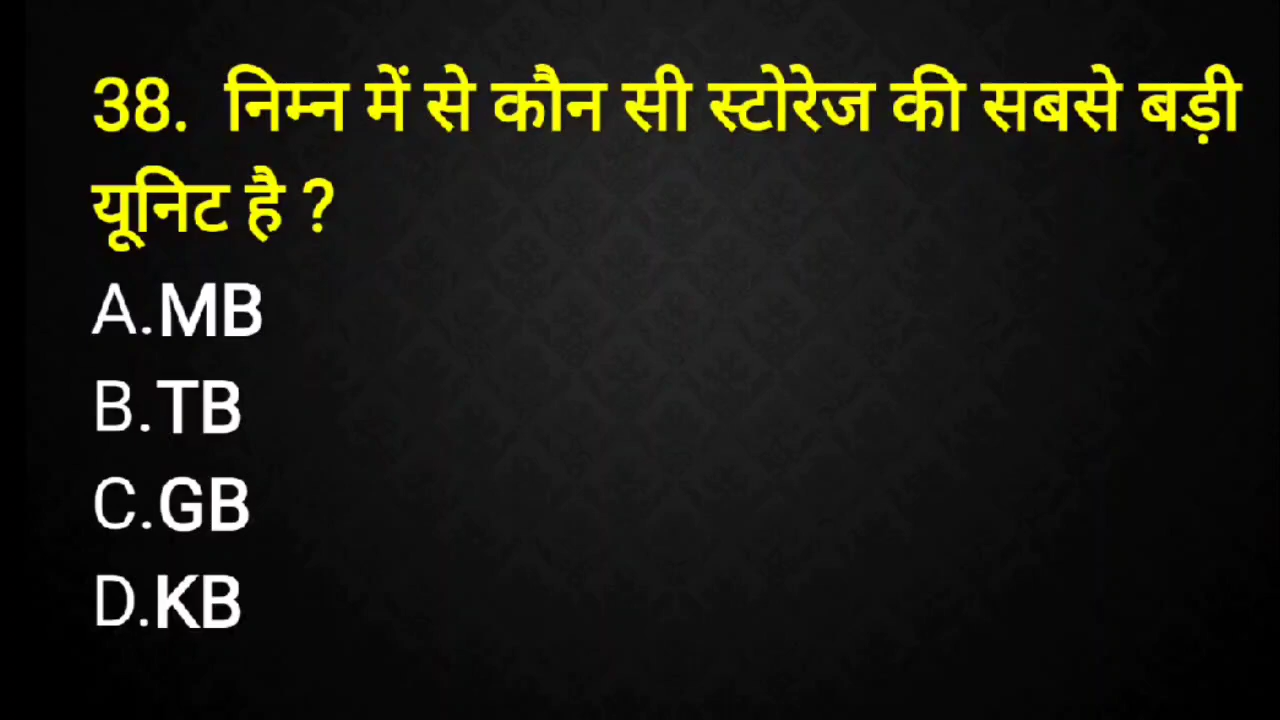 38. निम्न में से कौन सी स्टोरेज की सबसे बड़ी
यूनिट है ?
A.MB
B.TB
C.GB
D.KB